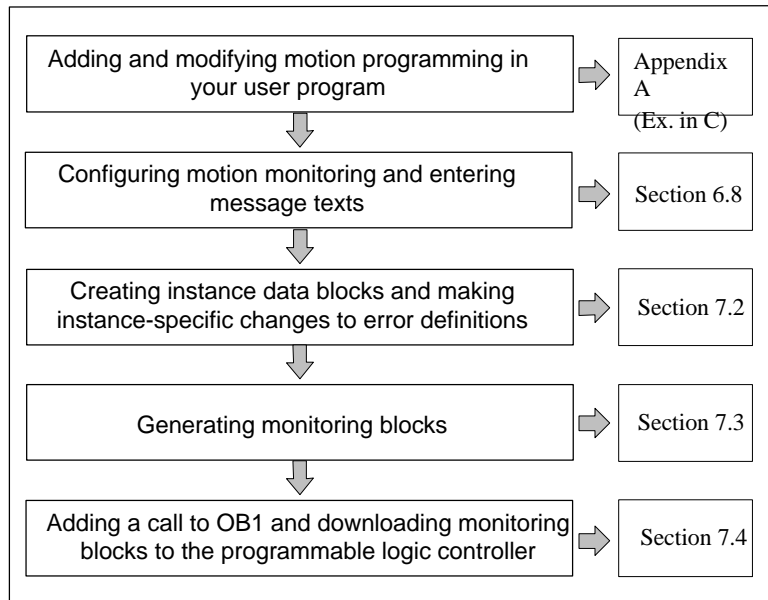 Adding and modifying motion programming in
your user program
Appendix
A
(Ex. in C)
Configuring motion monitoring and entering
message texts
Section 6.8
Creating instance data blocks and making
instance-specific changes to error definitions
Section 7.2
Generating monitoring blocks
Section 7.3
Adding a call to OB1 and downloading monitoring
blocks to the programmable logic controller
Section 7.4